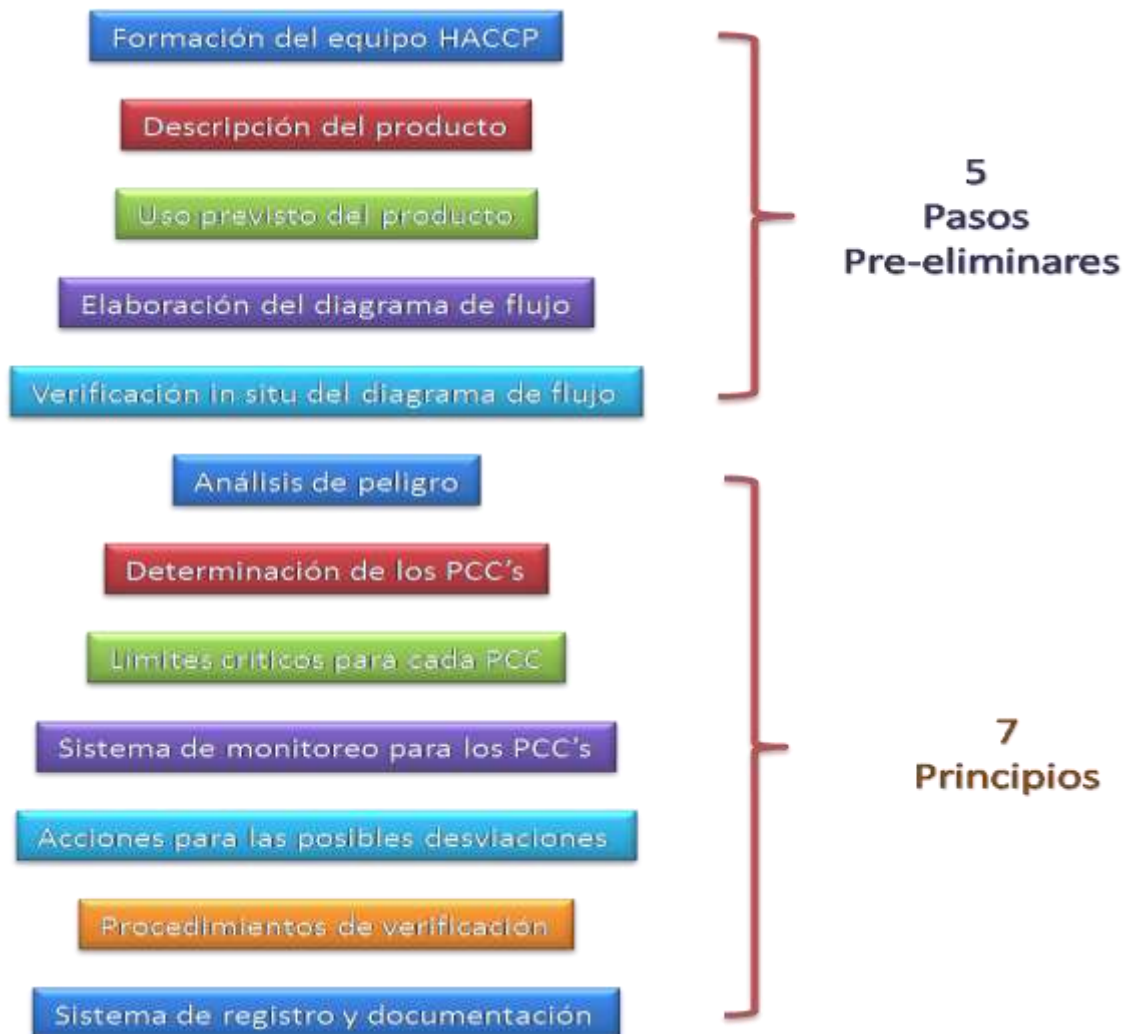 Formación del equipo HACCP
Descripción del producto
Uso previsto del producto
Elaboración del diagrama de flujo
Verificación in situ del diagrama de flujo
5
Pasos
Pre-eliminares
Análisis de peligro
Determinación de los PCC's
Límites críticos para cada PCC
Sistema de monitoreo para los PCC's
Acciones para las posibles desviaciones
Procedimientos de verificación
Sistema de registro y documentación
7
Principios